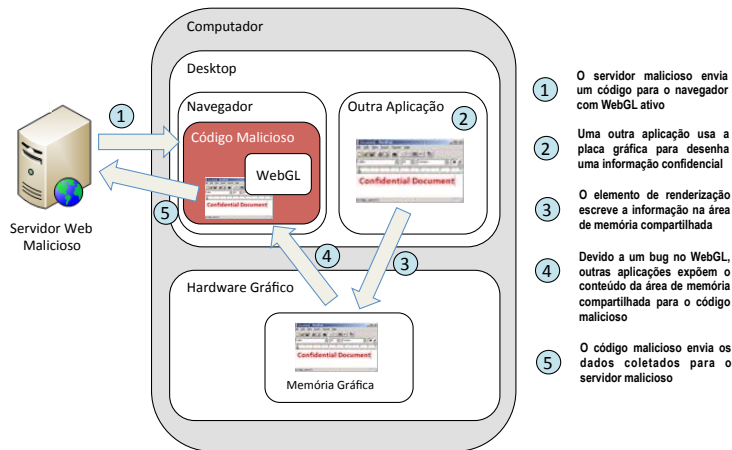 Computador
Desktop
Navegador
Código Malicioso
WebGL
Confidential Document
Outra Aplicação
Confidential Document
Servidor Web
Malicioso
1
2
3
4
5
Hardware Gráfico
Confidential Document
Memória Gráfica
1
O servidor malicioso envia
um código para o navegador
com WebGL ativo
2
Uma outra aplicação usa a
placa gráfica para desenha
uma informação confidencial
3
O elemento de renderização
escreve a informação na área
de memória compartilhada
4
Devido a um bug no WebGL,
outras aplicações expõem o
conteúdo da área de memória
compartilhada para o código
malicioso
5
O código malicioso envia os
dados coletados para o
servidor malicioso